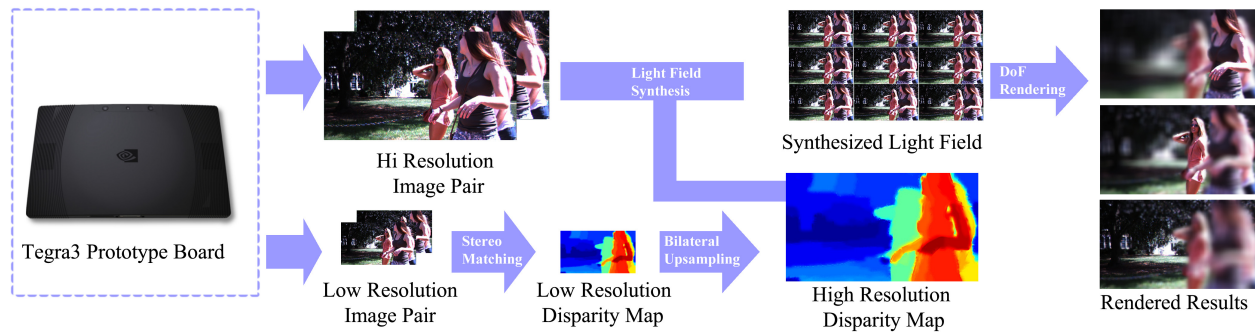 Tegra3 Prototype Board
Hi Resolution
Image Pair
Low Resolution
Image Pair
Stereo
Matching
Low Resolution
Disparity Map
Bilateral
Upsampling
Light Field
Synthesis
Synthesized Light Field
High Resolution
Disparity Map
DoF
Rendering
Rendered Results